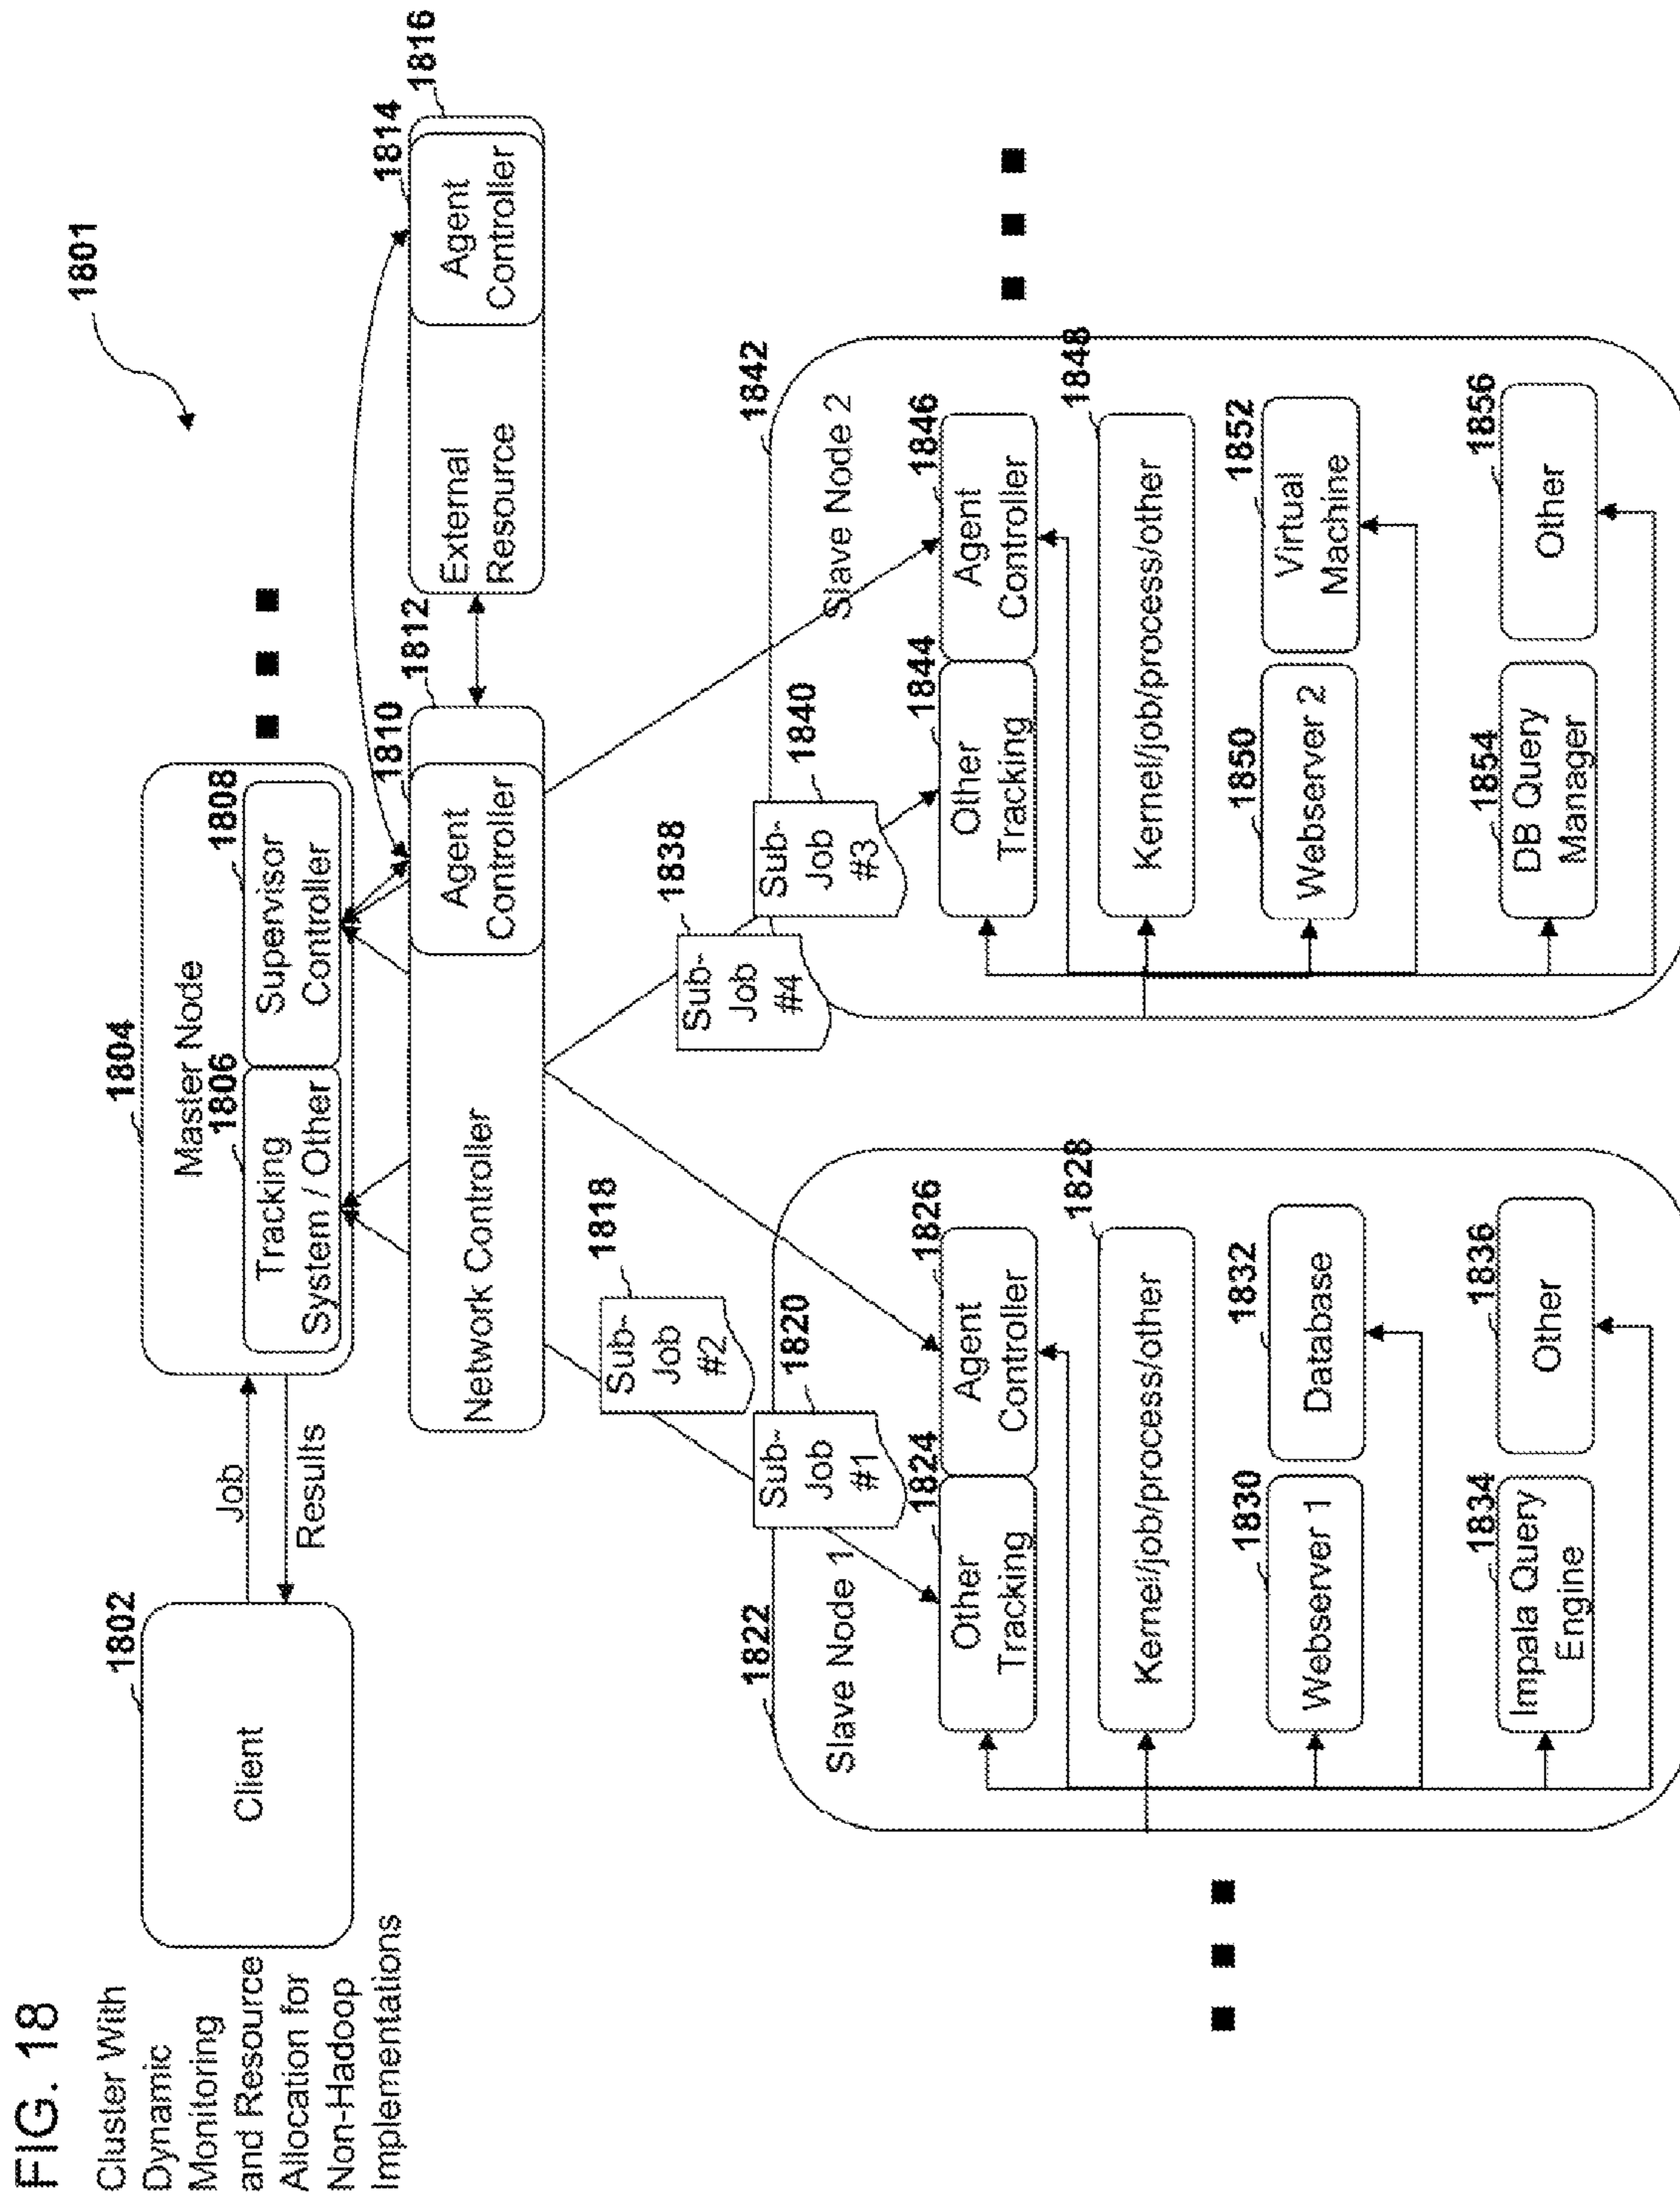 FIG. 18
Cluster With
Dynamic
Monitoring
and Resource
Allocation for
Non-Hadoop
Implementations
1801
1802
Client
Job
Results
1804
Master Node
1806
Tracking
System / Other
1808
Supervisor
Controller
Network Controller
1810
Agent
Controller
1812
External
Resource
1814
Agent
Controller
1816
1818
Sub-
Job
#2
1820
Sub-
Job
#1
1822
Slave Node 1
1824
Other
Tracking
1826
Agent
Controller
1828
Kernel/job/process/other
1830
Webserver 1
1832
Database
1834
Impala Query
Engine
1836
Other
1838
Sub-
Job
#4
1840
Sub-
Job
#3
1842
Slave Node 2
1844
Other
Tracking
1846
Agent
Controller
1848
Kernel/job/process/other
1850
Webserver 2
1852
Virtual
Machine
1854
DB Query
Manager
1856
Other